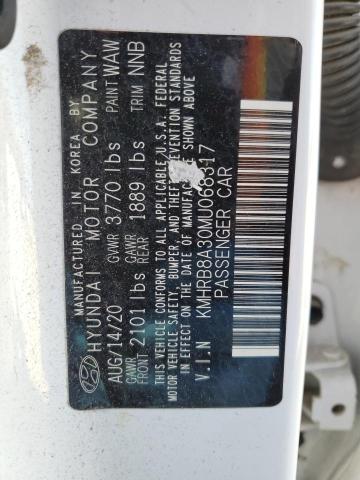 MANUFACTURED IN KOREA BY
HYUNDAI MOTOR COMPANY
AUG/14/20 GVWR 3770 lbs PAINT WAW
GAWR FRONT 2101 lbs GAWR REAR 1889 lbs TRIM NNB
THIS VEHICLE CONFORMS TO ALL APPLICABLE U.S.A. FEDERAL
MOTOR VEHICLE SAFETY, BUMPER, AND THEFT PREVENTION STANDARDS
IN EFFECT ON THE DATE OF MANUFACTURE SHOWN ABOVE
V.I.N KMHRB8A30MU068317
PASSENGER CAR